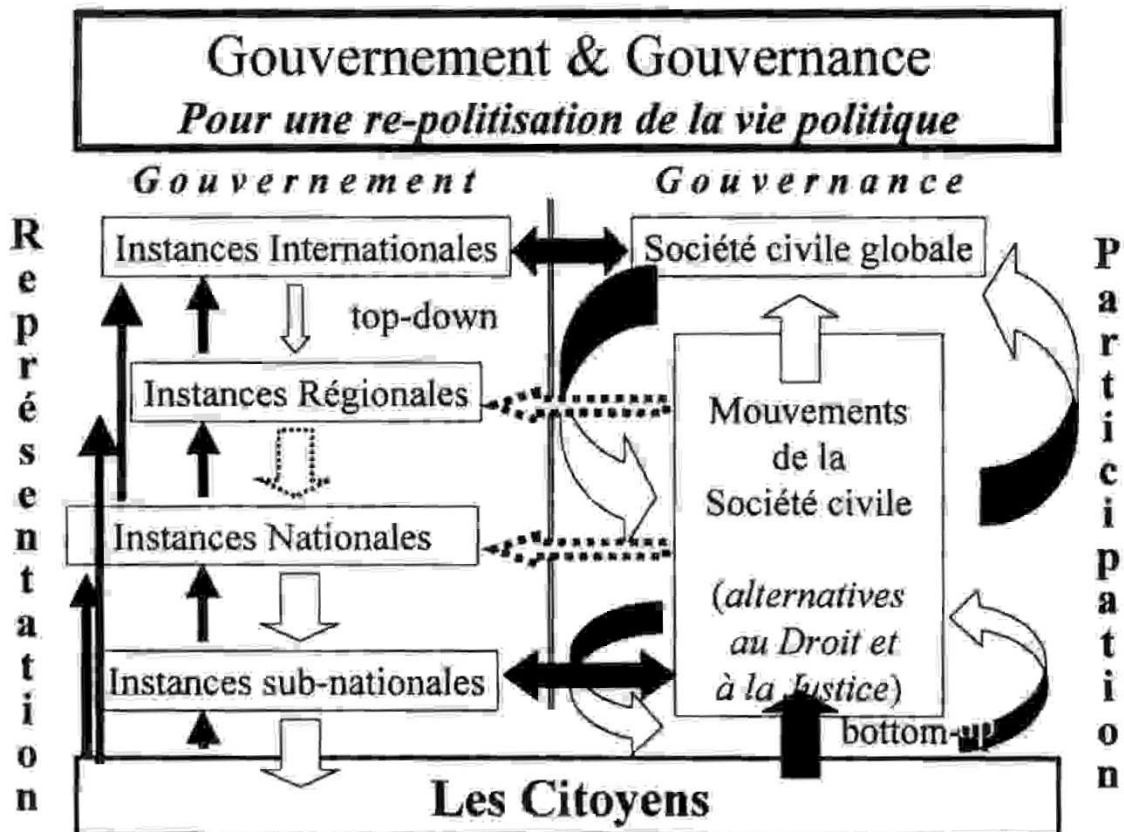 Gouvernement & Gouvernance
Pour une re-politisation de la vie politique
Gouvernement
Gouvernance
Représentation
Instances Internationales
top-down
Instances Régionales
Instances Nationales
Instances sub-nationales
Société civile globale
Mouvements
de la
Société civile
(alternatives
au Droit et
à la Justice)
bottom-up
Participation
Les Citoyens